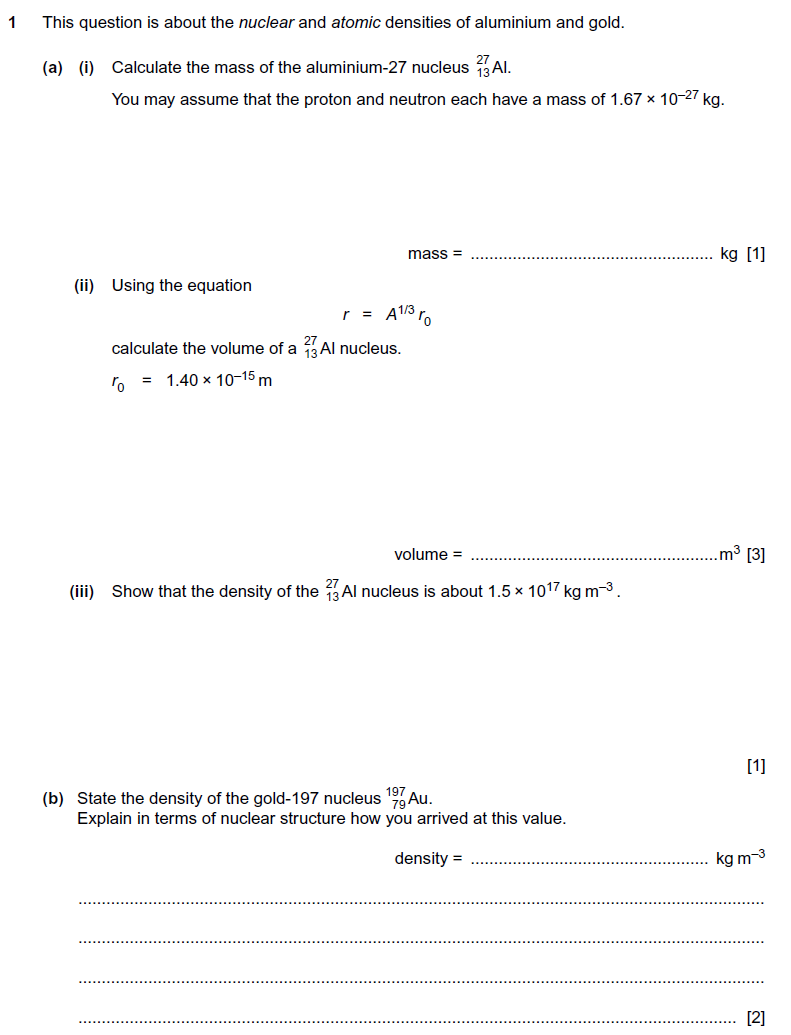 1 This question is about the nuclear and atomic densities of aluminium and gold.
(a) (i) Calculate the mass of the aluminium-27 nucleus ²⁷₁₃Al.
You may assume that the proton and neutron each have a mass of 1.67 × 10⁻²⁷ kg.
mass = ..................................................... kg [1]
(ii) Using the equation
r = A^1/3 r₀
calculate the volume of a ²⁷₁₃Al nucleus.
r₀ = 1.40 × 10⁻¹⁵ m
volume = ..................................................... m³ [3]
(iii) Show that the density of the ²⁷₁₃Al nucleus is about 1.5 × 10¹⁷ kg m⁻³.
[1]
(b) State the density of the gold-197 nucleus ¹⁹⁷₇₉Au.
Explain in terms of nuclear structure how you arrived at this value.
density = ................................................... kg m⁻³
....................................................................................................................................................
....................................................................................................................................................
....................................................................................................................................................
.............................................................................................................................................. [2]